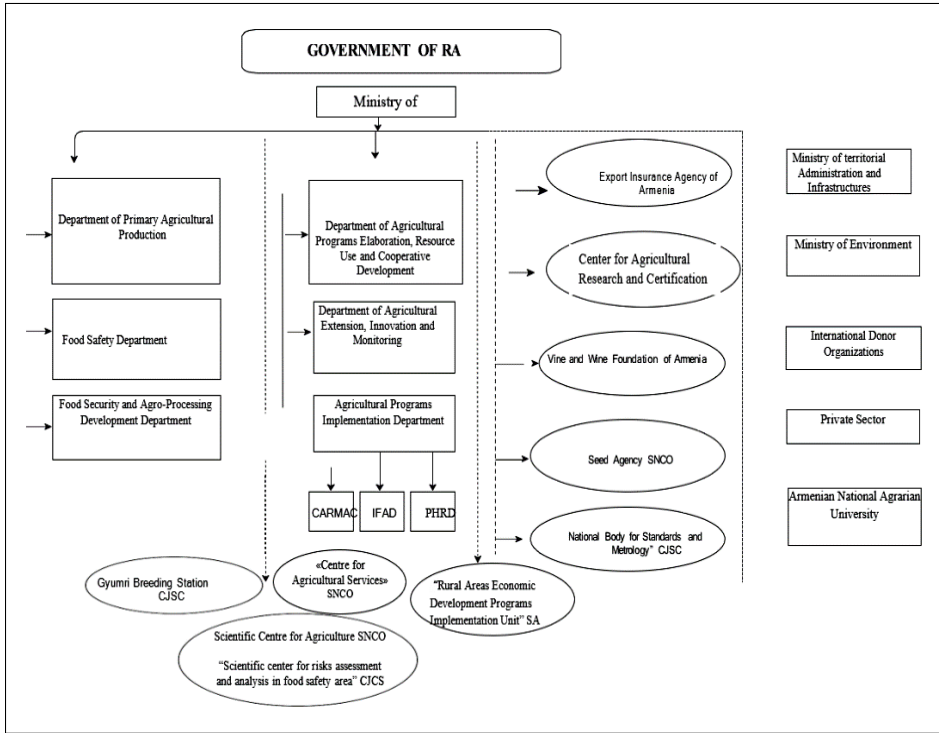 GOVERNMENT OF RA
Ministry of
Department of Primary Agricultural
Production
Food Safety Department
Food Security and Agro-Processing
Development Department
Department of Agricultural
Programs Elaboration, Resource
Use and Cooperative
Development
Department of Agricultural
Extension, Innovation and
Monitoring
Agricultural Programs
Implementation Department
CARMAC
IFAD
PHRD
Export Insurance Agency of
Armenia
Center for Agricultural
Research and Certification
Vine and Wine Foundation of Armenia
Seed Agency SNCO
National Body for Standards and
Metrology" CJSC
Ministry of territorial
Administration and
Infrastructures
Ministry of Environment
International Donor
Organizations
Private Sector
Armenian National Agrarian
University
Gyumri Breeding Station
CJSC
«Centre for
Agricultural Services»
SNCO
"Rural Areas Economic
Development Programs
Implementation Unit" SA
Scientific Centre for Agriculture SNCO
"Scientific center for risks assessment
and analysis in food safety area" CJCS